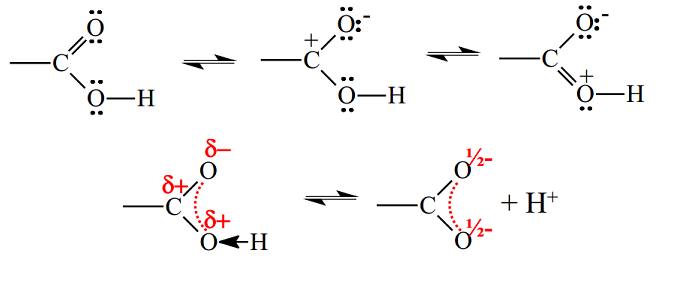 O O:- O:-
C + C C
O—H O—H +O—H
δ– O O ½-
δ+ C C + H+
δ+ O H O ½-